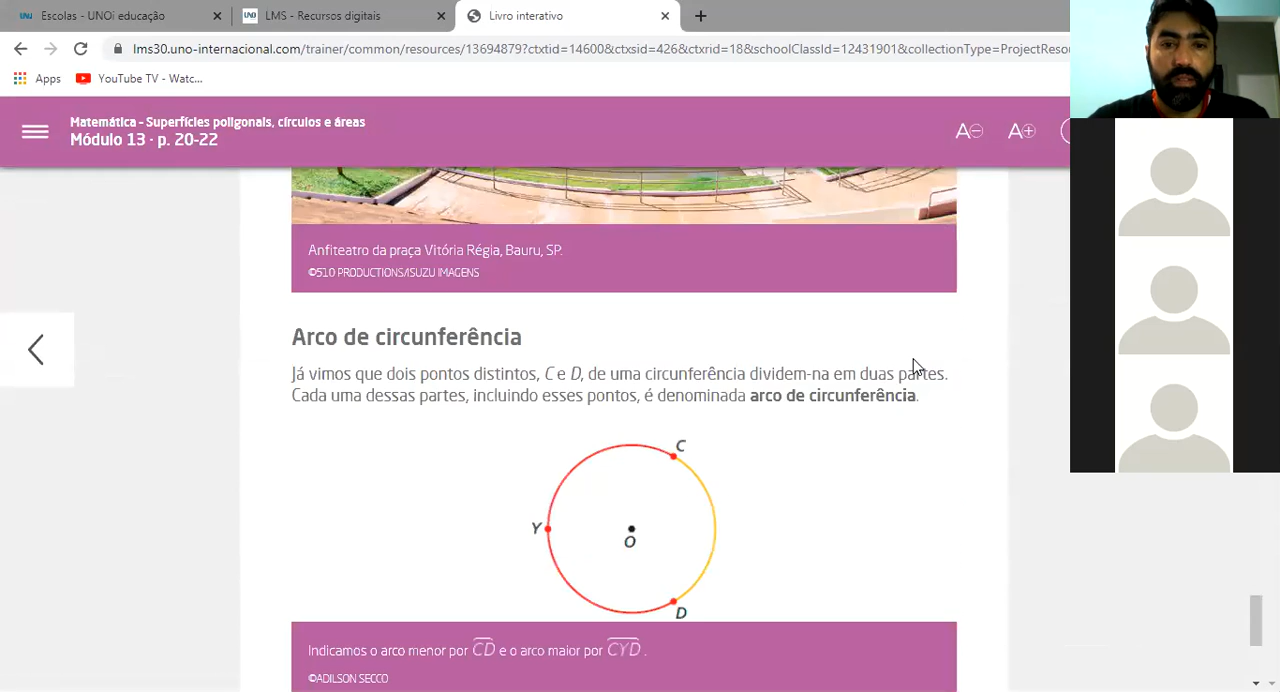 UNO Escolas - UNOi educação
UNO LMS - Recursos digitais
Livro interativo
lms30.uno-internacional.com/trainer/common/resources/13694879?ctxtid=14600&ctxsid=426&ctxrid=18&schoolClassId=12431901&collectionType=ProjectResou
Apps YouTube TV - Watc...
Matemática - Superfícies poligonais, círculos e áreas
Módulo 13 · p. 20-22
A A
Anfiteatro da praça Vitória Régia, Bauru, SP.
©510 PRODUCTIONS/ISUZU IMAGENS
Arco de circunferência
Já vimos que dois pontos distintos, C e D, de uma circunferência dividem-na em duas partes.
Cada uma dessas partes, incluindo esses pontos, é denominada arco de circunferência.
C
Y
O
D
Indicamos o arco menor por CD e o arco maior por CYD .
©ADILSON SECCO